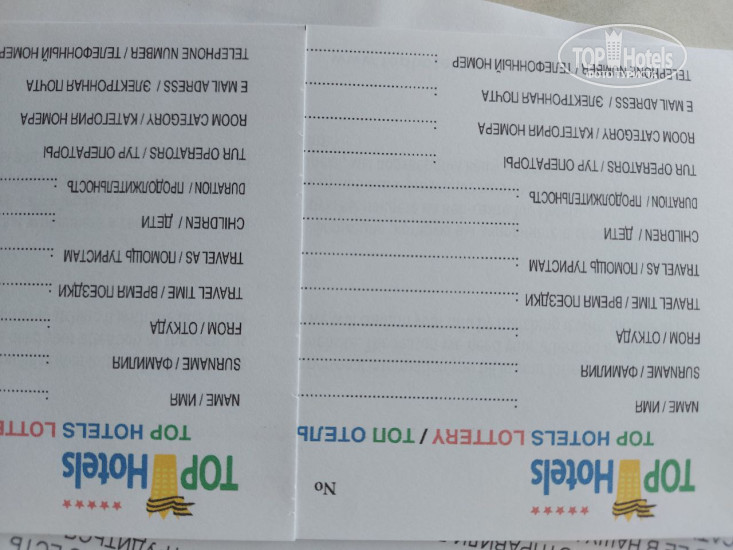 TOP Hotels
TOP HOTELS LOTTERY / ТОП ОТЕЛЬ
No
NAME / ИМЯ :
SURNAME / ФАМИЛИЯ :
FROM / ОТКУДА :
TRAVEL TIME / ВРЕМЯ ПОЕЗДКИ :
TRAVEL AS / ПОМОЩЬ ТУРИСТАМ :
CHILDREN / ДЕТИ :
DURATION / ПРОДОЛЖИТЕЛЬНОСТЬ :
TUR OPERATORS / ТУР ОПЕРАТОРЫ :
ROOM CATEGORY / КАТЕГОРИЯ НОМЕРА :
E MAIL ADRESS / ЭЛЕКТРОННАЯ ПОЧТА :
TELEPHONE NUMBER / ТЕЛЕФОННЫЙ НОМЕР :
TOP Hotels
TOP HOTELS LOTTE
NAME / ИМЯ
SURNAME / ФАМИЛИЯ
FROM / ОТКУДА
TRAVEL TIME / ВРЕМЯ ПОЕЗДКИ :
TRAVEL AS / ПОМОЩЬ ТУРИСТАМ :
CHILDREN / ДЕТИ :
DURATION / ПРОДОЛЖИТЕЛЬНОСТЬ :
TUR OPERATORS / ТУР ОПЕРАТОРЫ
ROOM CATEGORY / КАТЕГОРИЯ НОМЕРА
E MAIL ADRESS / ЭЛЕКТРОННАЯ ПОЧТА
TELEPHONE NUMBER / ТЕЛЕФОННЫЙ НОМЕР
TOP Hotels